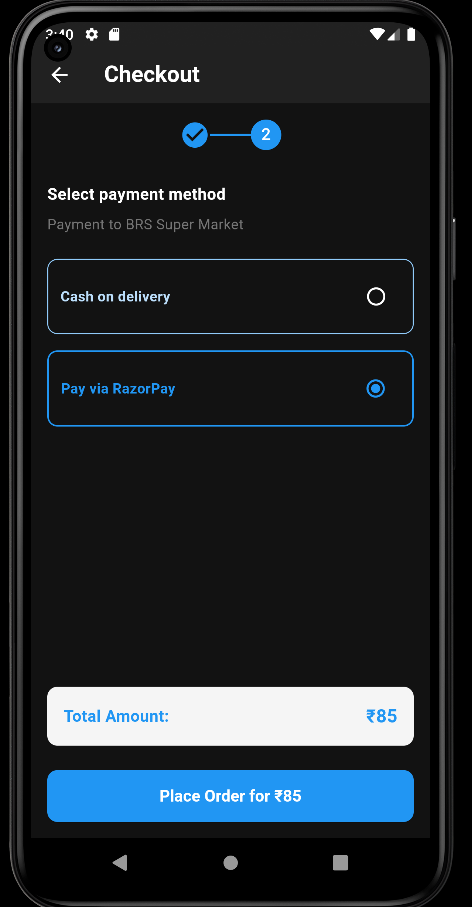 3:40
Checkout
2
Select payment method
Payment to BRS Super Market
Cash on delivery
Pay via RazorPay
Total Amount: ₹85
Place Order for ₹85